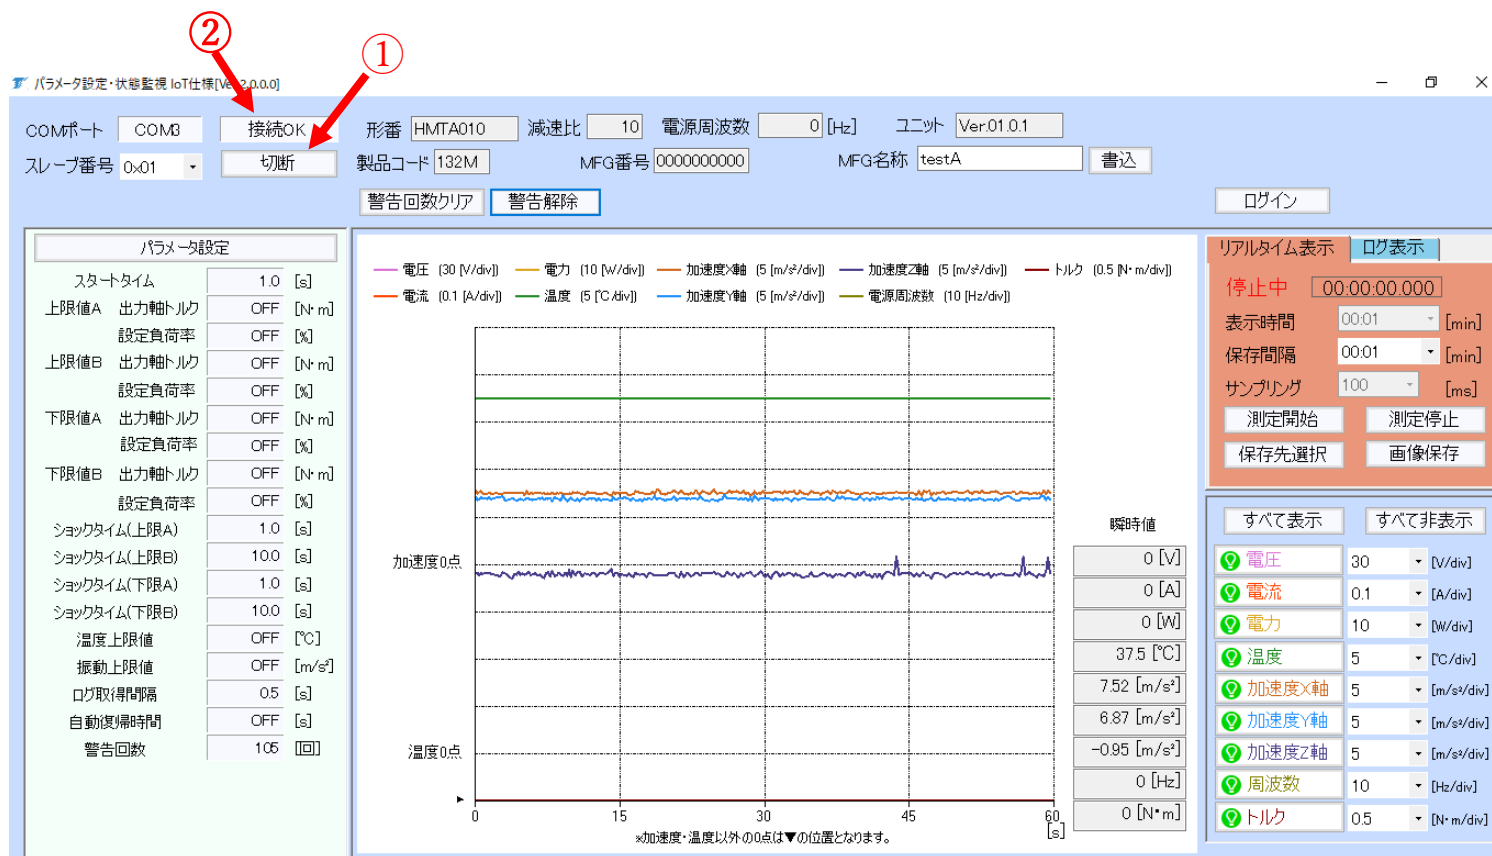 ② ①
パラメータ設定・状態監視 IoT仕様[Ver.2.0.0.0]
COMポート COM3 接続OK 形番 HMTA010 減速比 10 電源周波数 0 [Hz] ユニット Ver.01.0.1
スレーブ番号 0x01 切断 製品コード 132M MFG番号 0000000000 MFG名称 testA 書込
警告回数クリア 警告解除 ログイン
パラメータ設定
スタートタイム 1.0 [s]
上限値A 出力軸トルク OFF [N・m]
設定負荷率 OFF [%]
上限値B 出力軸トルク OFF [N・m]
設定負荷率 OFF [%]
下限値A 出力軸トルク OFF [N・m]
設定負荷率 OFF [%]
下限値B 出力軸トルク OFF [N・m]
設定負荷率 OFF [%]
ショックタイム(上限A) 1.0 [s]
ショックタイム(上限B) 10.0 [s]
ショックタイム(下限A) 1.0 [s]
ショックタイム(下限B) 10.0 [s]
温度上限値 OFF [℃]
振動上限値 OFF [m/s²]
ログ取得間隔 0.5 [s]
自動復帰時間 OFF [s]
警告回数 105 [回]
電圧 (30 [V/div]) 電力 (10 [W/div]) 加速度X軸 (5 [m/s²/div]) 加速度Z軸 (5 [m/s²/div]) トルク (0.5 [N・m/div])
電流 (0.1 [A/div]) 温度 (5 [℃/div]) 加速度Y軸 (5 [m/s²/div]) 電源周波数 (10 [Hz/div])
加速度0点
温度0点
0 15 30 45 60
[s]
※加速度・温度以外の0点は▼の位置となります。
瞬時値
0 [V]
0 [A]
0 [W]
37.5 [℃]
7.52 [m/s²]
6.87 [m/s²]
-0.95 [m/s²]
0 [Hz]
0 [N・m]
リアルタイム表示 ログ表示
停止中 00:00:00.000
表示時間 00:01 [min]
保存間隔 00:01 [min]
サンプリング 100 [ms]
測定開始 測定停止
保存先選択 画像保存
すべて表示 すべて非表示
電圧 30 [V/div]
電流 0.1 [A/div]
電力 10 [W/div]
温度 5 [℃/div]
加速度X軸 5 [m/s²/div]
加速度Y軸 5 [m/s²/div]
加速度Z軸 5 [m/s²/div]
周波数 10 [Hz/div]
トルク 0.5 [N・m/div]